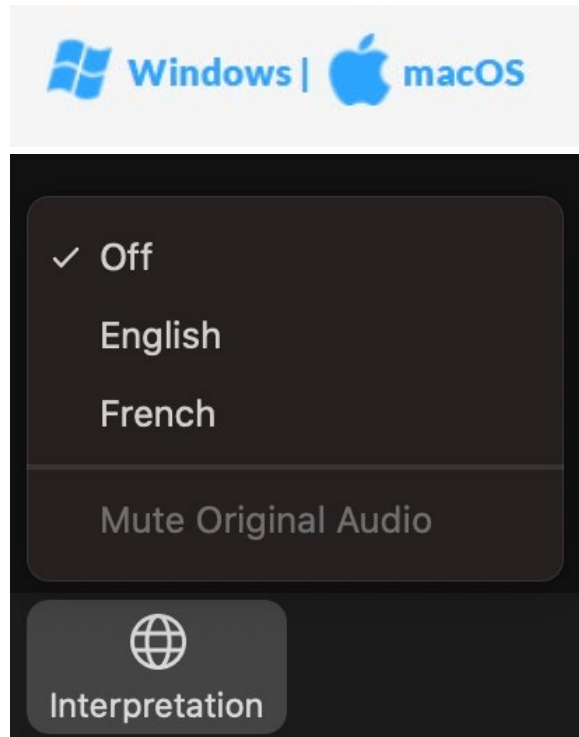 Windows | macOS
Off
English
French
Mute Original Audio
Interpretation